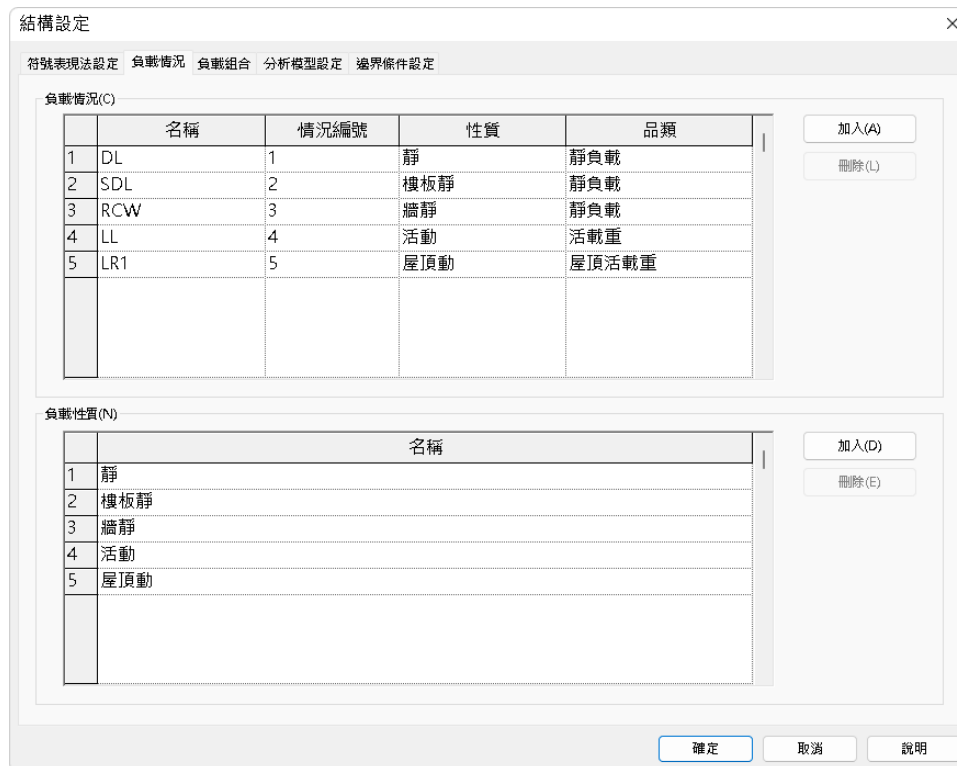 結構設定
符號表現法設定 負載情況 負載組合 分析模型設定 邊界條件設定
負載情況(C)
名稱 情況編號 性質 品類
1 DL 1 靜 靜負載
2 SDL 2 樓板靜 靜負載
3 RCW 3 牆靜 靜負載
4 LL 4 活動 活載重
5 LR1 5 屋頂動 屋頂活載重
加入(A)
刪除(L)
負載性質(N)
名稱
1 靜
2 樓板靜
3 牆靜
4 活動
5 屋頂動
加入(D)
刪除(E)
確定 取消 說明